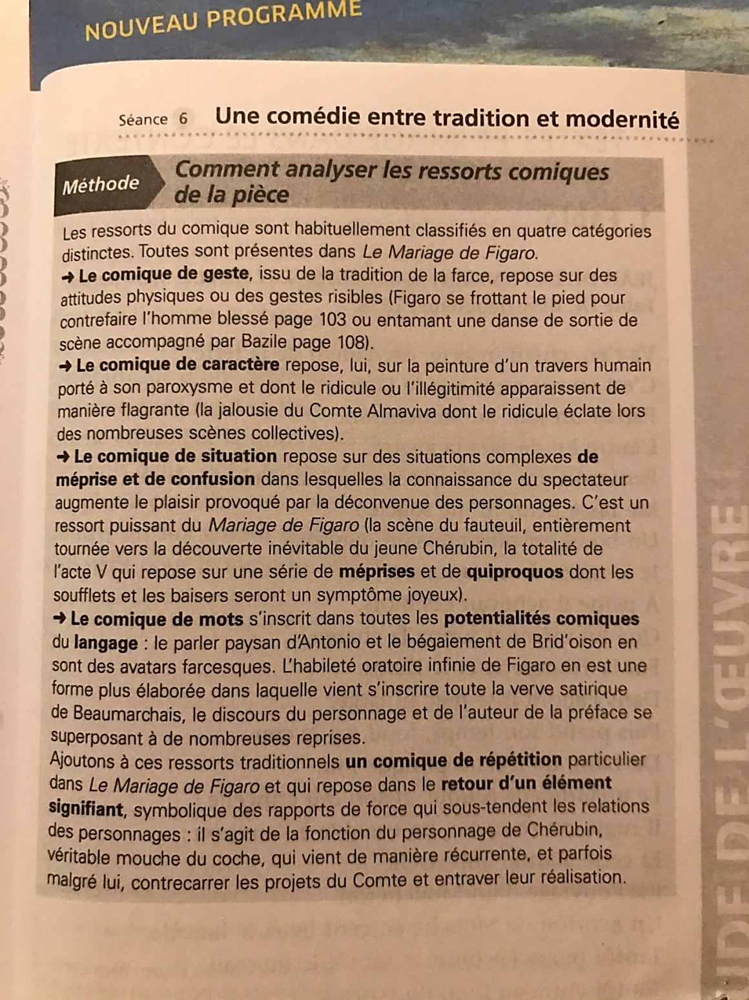 NOUVEAU PROGRAMME
Séance 6 Une comédie entre tradition et modernité
Méthode
Comment analyser les ressorts comiques
de la pièce
Les ressorts du comique sont habituellement classifiés en quatre catégories
distinctes. Toutes sont présentes dans Le Mariage de Figaro.
➜ Le comique de geste, issu de la tradition de la farce, repose sur des
attitudes physiques ou des gestes risibles (Figaro se frottant le pied pour
contrefaire l'homme blessé page 103 ou entamant une danse de sortie de
scène accompagné par Bazile page 108).
➜ Le comique de caractère repose, lui, sur la peinture d'un travers humain
porté à son paroxysme et dont le ridicule ou l'illégitimité apparaissent de
manière flagrante (la jalousie du Comte Almaviva dont le ridicule éclate lors
des nombreuses scènes collectives).
➜ Le comique de situation repose sur des situations complexes de
méprise et de confusion dans lesquelles la connaissance du spectateur
augmente le plaisir provoqué par la déconvenue des personnages. C'est un
ressort puissant du Mariage de Figaro (la scène du fauteuil, entièrement
tournée vers la découverte inévitable du jeune Chérubin, la totalité de
l'acte V qui repose sur une série de méprises et de quiproquos dont les
soufflets et les baisers seront un symptôme joyeux).
➜ Le comique de mots s'inscrit dans toutes les potentialités comiques
du langage : le parler paysan d'Antonio et le bégaiement de Brid'oison en
sont des avatars farcesques. L'habileté oratoire infinie de Figaro en est une
forme plus élaborée dans laquelle vient s'inscrire toute la verve satirique
de Beaumarchais, le discours du personnage et de l'auteur de la préface se
superposant à de nombreuses reprises.
Ajoutons à ces ressorts traditionnels un comique de répétition particulier
dans Le Mariage de Figaro et qui repose dans le retour d'un élément
signifiant, symbolique des rapports de force qui sous-tendent les relations
des personnages : il s'agit de la fonction du personnage de Chérubin,
véritable mouche du coche, qui vient de manière récurrente, et parfois
malgré lui, contrecarrer les projets du Comte et entraver leur réalisation.
DE L'ŒUVRE